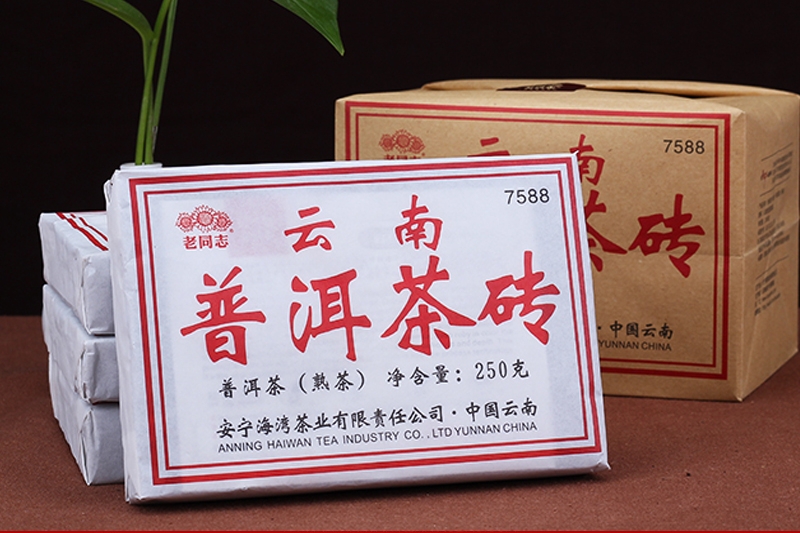 7588
老同志
云南
普洱茶砖
普洱茶（熟茶） 净含量：250克
安宁海湾茶业有限责任公司·中国云南
ANNING HAIWAN TEA INDUSTRY CO., LTD YUNNAN CHINA
7588
老同志
云南
茶砖
·中国云南
YUNNAN CHINA